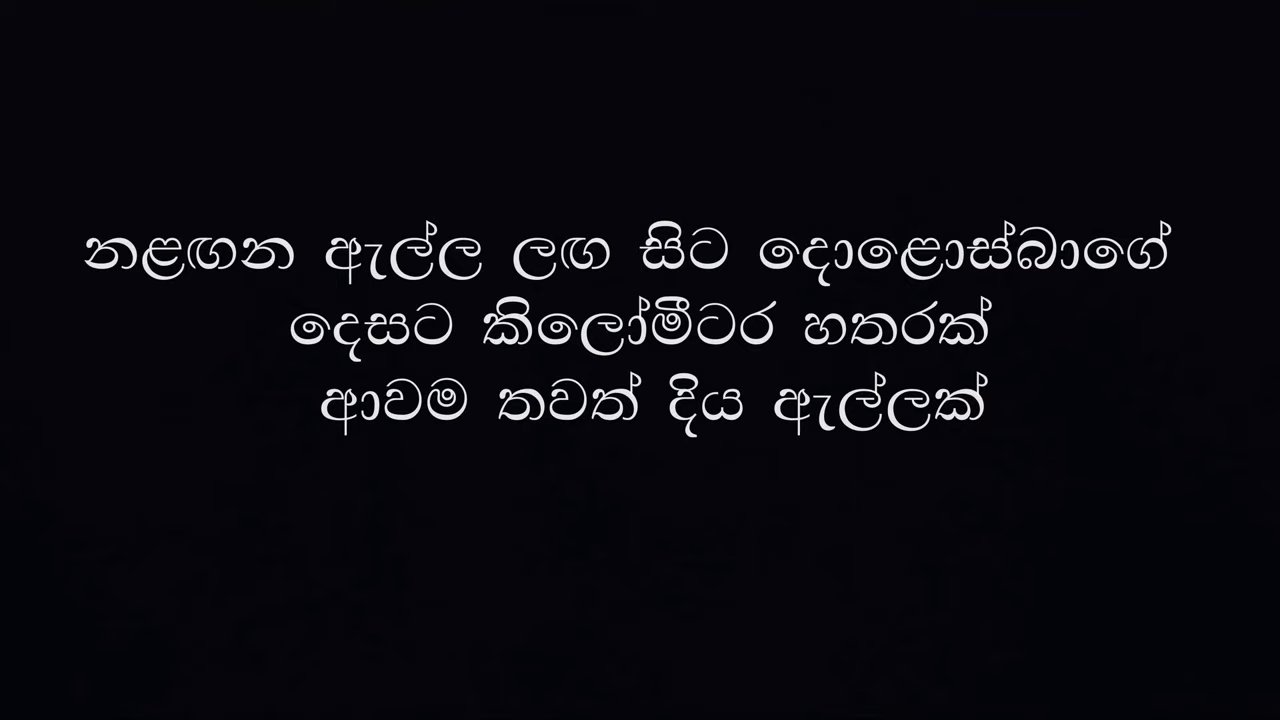 නළඟන ඇල්ල ලඟ සිට දොළොස්බාගේ
දෙසට කිලෝමීටර හතරක්
ආවම තවත් දිය ඇල්ලක්